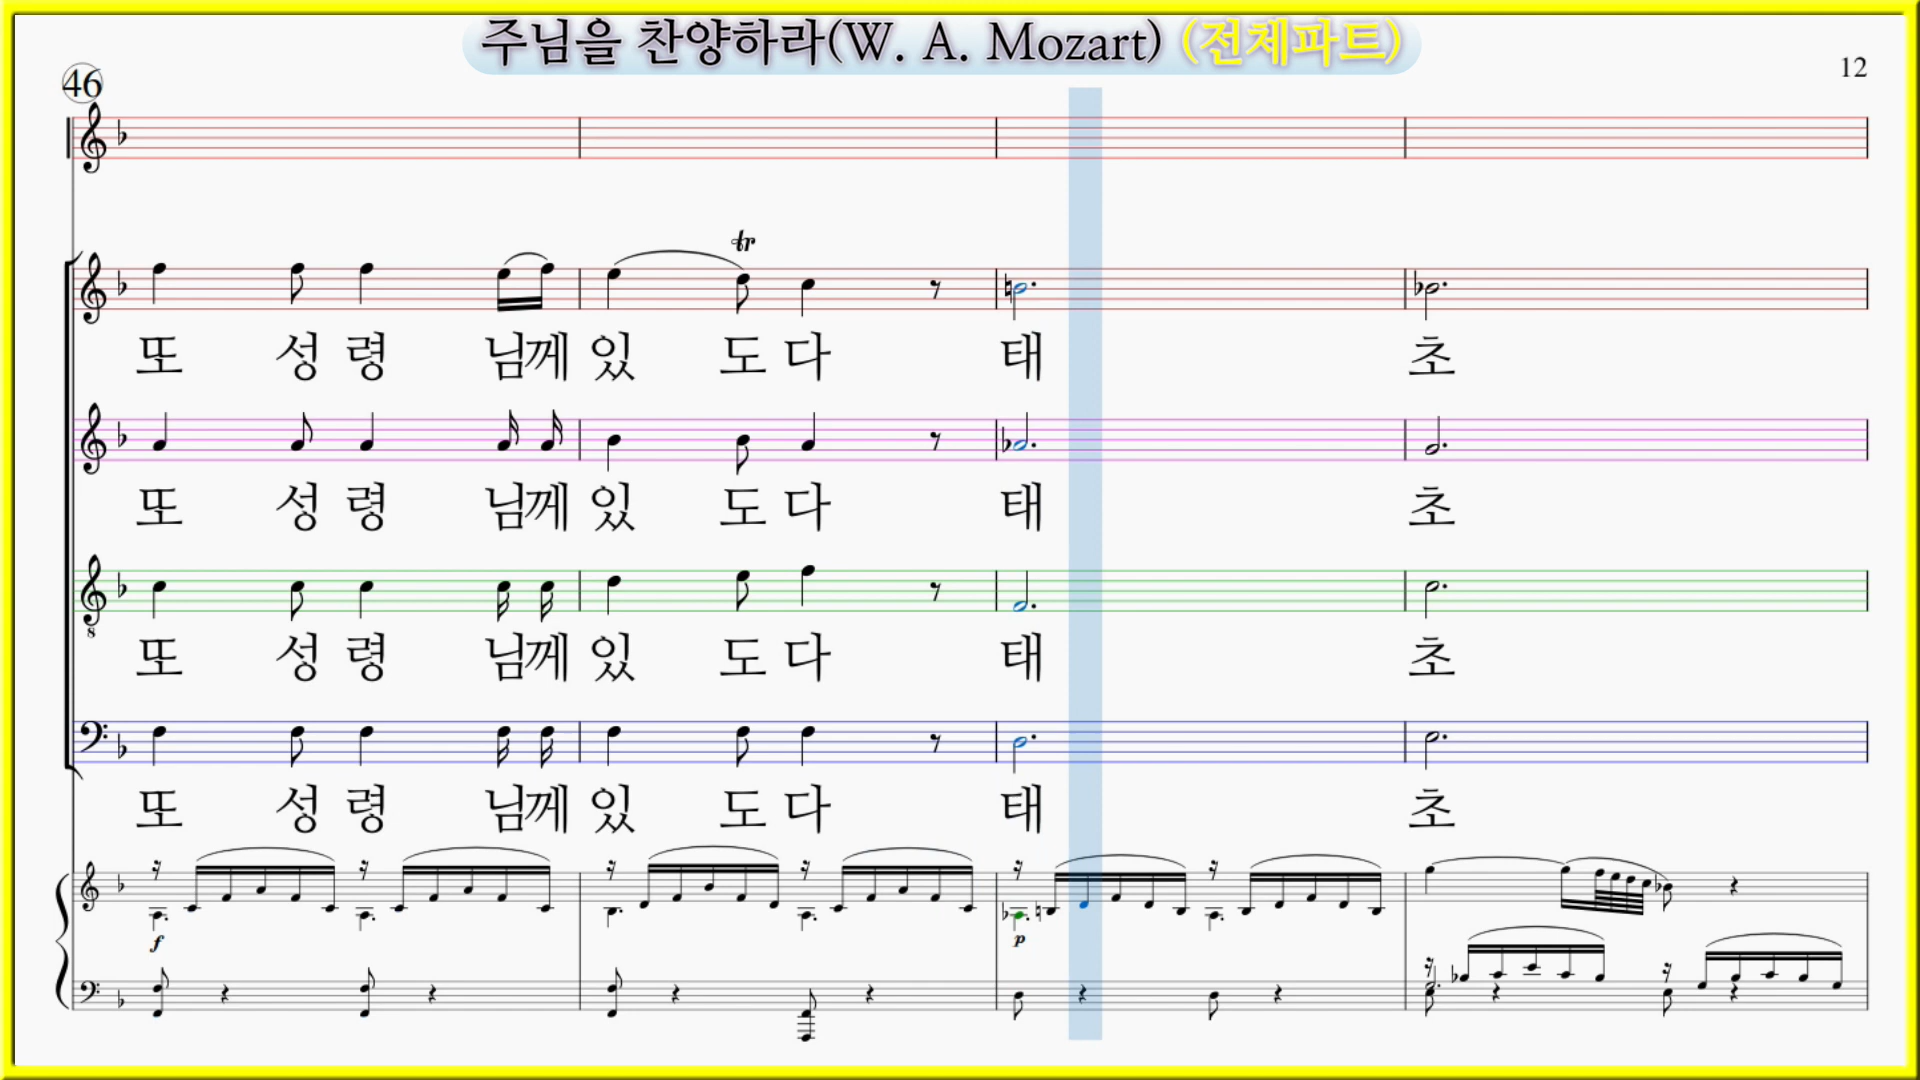 주님을 찬양하라(W. A. Mozart) (전체파트)
46
12
tr
또 성 령 님께 있 도 다 태 초
또 성 령 님께 있 도 다 태 초
8
또 성 령 님께 있 도 다 태 초
또 성 령 님께 있 도 다 태 초
f p